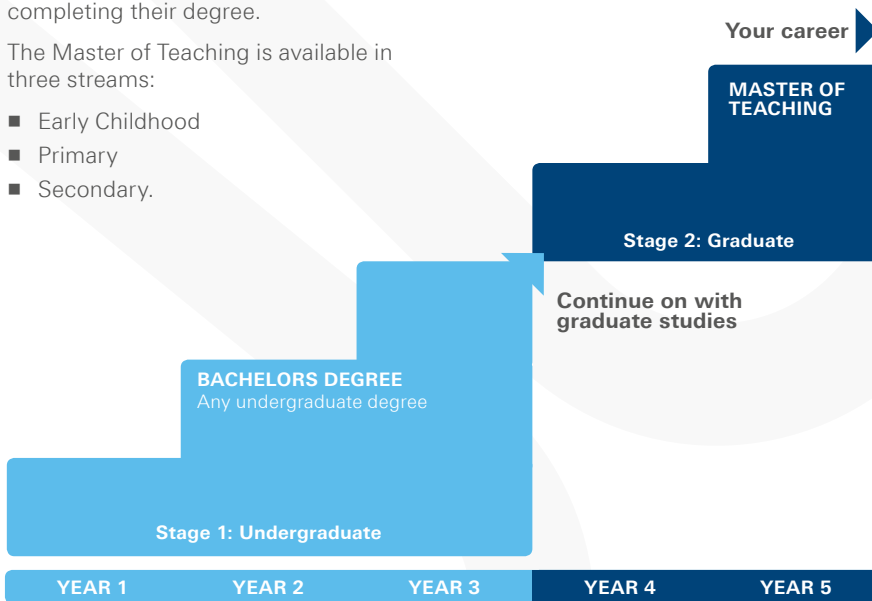 completing their degree.
The Master of Teaching is available in
three streams:
■ Early Childhood
■ Primary
■ Secondary.
Your career
MASTER OF
TEACHING
Stage 2: Graduate
Continue on with
graduate studies
BACHELORS DEGREE
Any undergraduate degree
Stage 1: Undergraduate
YEAR 1 YEAR 2 YEAR 3 YEAR 4 YEAR 5